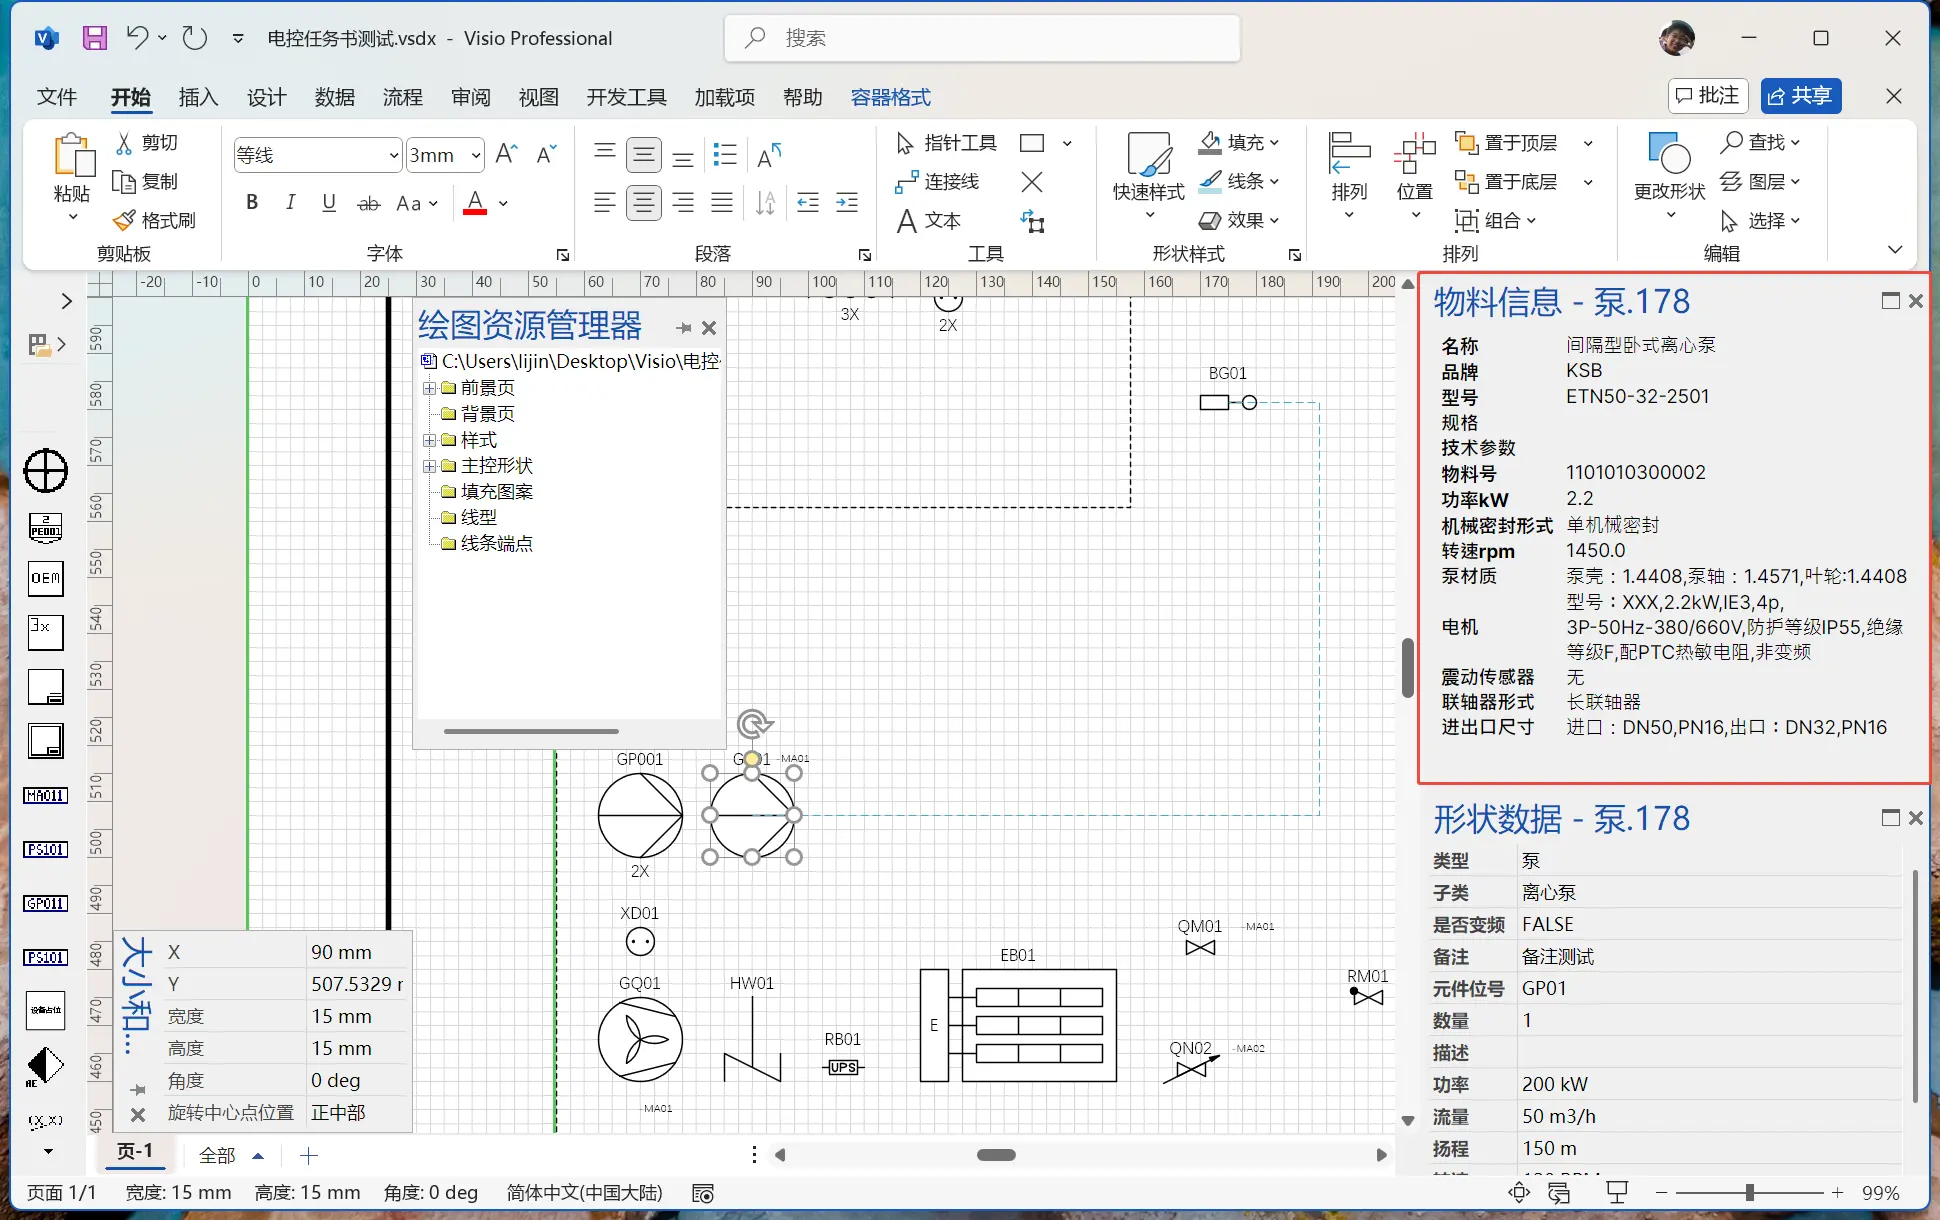 电控任务书测试.vsdx - Visio Professional
搜索
文件 开始 插入 设计 数据 流程 审阅 视图 开发工具 加载项 帮助 容器格式
批注 共享
粘贴 剪切
复制
格式刷
剪贴板
等线 3mm
B I U ab Aa A
字体
段落
指针工具
连接线
A 文本
工具
快速样式 填充
线条
效果
形状样式
排列 位置 置于顶层
置于底层
组合
排列
更改形状 查找
图层
选择
编辑
-20 -10 0 10 20 30 40 50 60 70 80 90 100 110 120 130 140 150 160 170 180 190 200
590
580
570
560
550
540
530
520
510
500
490
480
470
460
450
2
PE001
OEM
3x
MA011
PS101
GP011
PS101
设备占位
AE
(X,X)
绘图资源管理器
C:\Users\lijin\Desktop\Visio\电控
前景页
背景页
样式
主控形状
填充图案
线型
线条端点
3X
2X
BG01
GP001
-MA01
2X
XD01
GQ01
-MA01
HW01
RB01
UPS
EB01
E
QM01 -MA01
QN02 -MA02
RM01
大小和...
X 90 mm
Y 507.5329
宽度 15 mm
高度 15 mm
角度 0 deg
旋转中心点位置 正中部
物料信息 - 泵.178
名称 间隔型卧式离心泵
品牌 KSB
型号 ETN50-32-2501
规格
技术参数
物料号 1101010300002
功率kW 2.2
机械密封形式 单机械密封
转速rpm 1450.0
泵材质 泵壳：1.4408,泵轴：1.4571,叶轮:1.4408
电机 型号：XXX,2.2kW,IE3,4p,
3P-50Hz-380/660V,防护等级IP55,绝缘
等级F,配PTC热敏电阻,非变频
震动传感器 无
联轴器形式 长联轴器
进出口尺寸 进口：DN50,PN16,出口：DN32,PN16
形状数据 - 泵.178
类型 泵
子类 离心泵
是否变频 FALSE
备注 备注测试
元件位号 GP01
数量 1
描述
功率 200 kW
流量 50 m3/h
扬程 150 m
页-1 全部
页面 1/1 宽度: 15 mm 高度: 15 mm 角度: 0 deg 简体中文(中国大陆) 99%